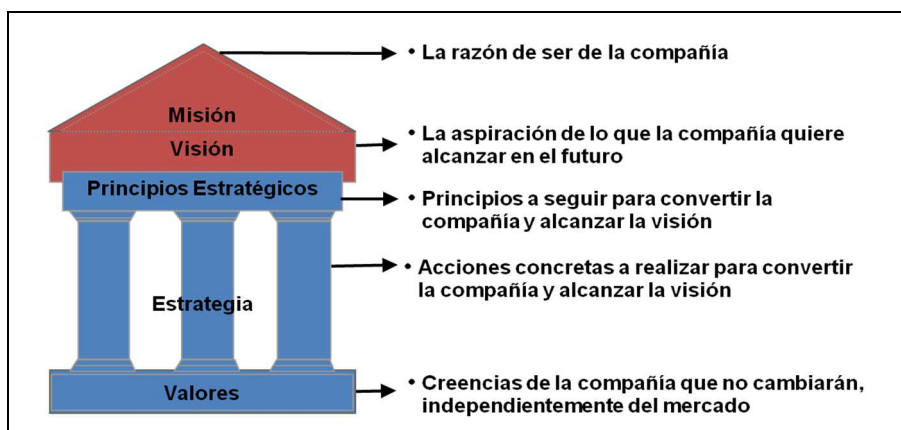 Misión
• La razón de ser de la compañía
Visión
• La aspiración de lo que la compañía quiere
alcanzar en el futuro
Principios Estratégicos
• Principios a seguir para convertir la
compañía y alcanzar la visión
Estrategia
• Acciones concretas a realizar para convertir
la compañía y alcanzar la visión
Valores
• Creencias de la compañía que no cambiarán,
independientemente del mercado